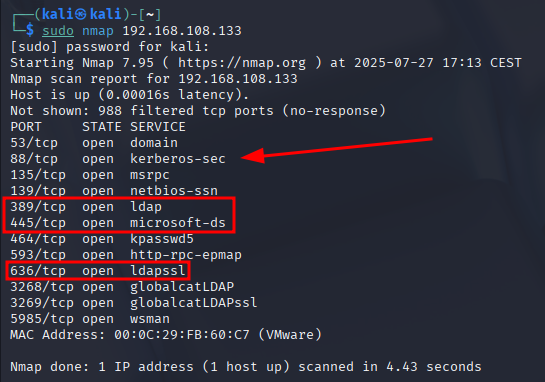 ┌──(kali㉿kali)-[~]
└─$ sudo nmap 192.168.108.133
[sudo] password for kali:
Starting Nmap 7.95 ( https://nmap.org ) at 2025-07-27 17:13 CEST
Nmap scan report for 192.168.108.133
Host is up (0.00016s latency).
Not shown: 988 filtered tcp ports (no-response)
PORT     STATE SERVICE
53/tcp   open  domain
88/tcp   open  kerberos-sec
135/tcp  open  msrpc
139/tcp  open  netbios-ssn
389/tcp  open  ldap
445/tcp  open  microsoft-ds
464/tcp  open  kpasswd5
593/tcp  open  http-rpc-epmap
636/tcp  open  ldapssl
3268/tcp open  globalcatLDAP
3269/tcp open  globalcatLDAPssl
5985/tcp open  wsman
MAC Address: 00:0C:29:FB:60:C7 (VMware)
Nmap done: 1 IP address (1 host up) scanned in 4.43 seconds